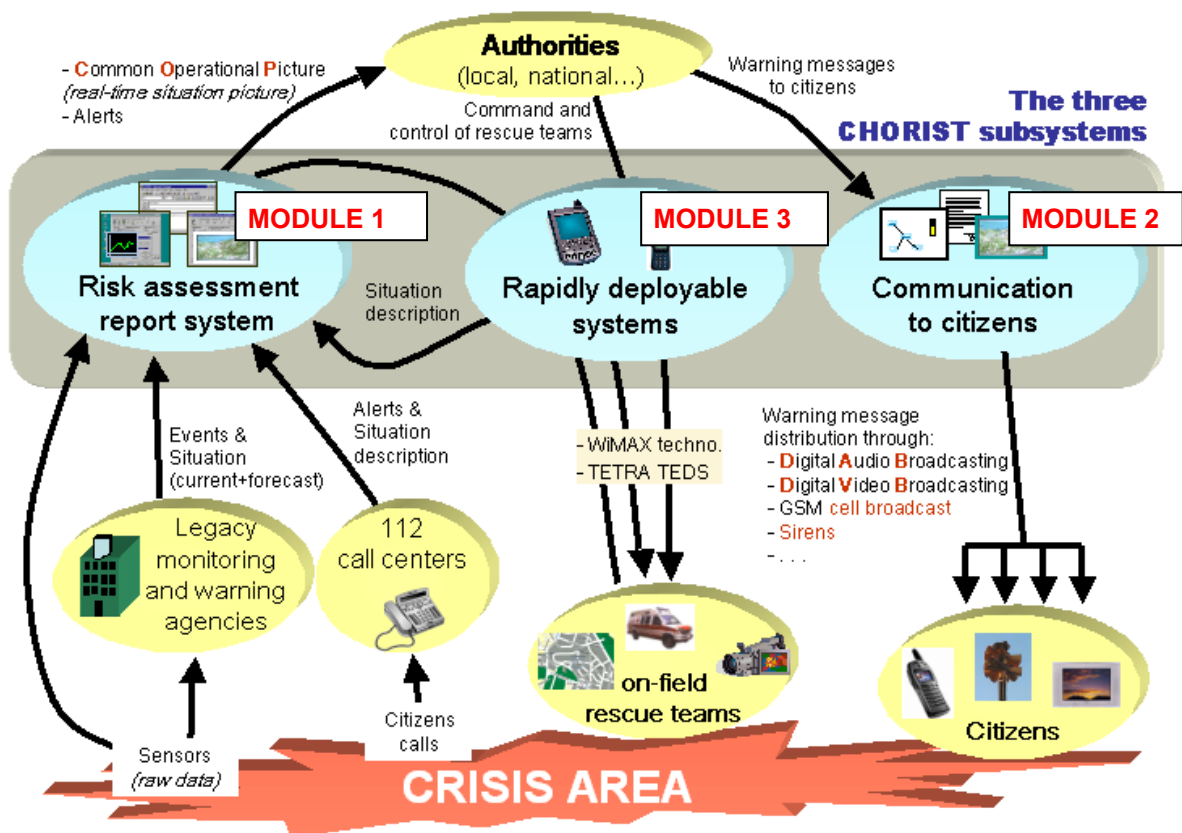 Authorities
(local, national...)
- Common Operational Picture
(real-time situation picture)
- Alerts
Command and
control of rescue teams
Warning messages
to citizens
The three
CHORIST subsystems
MODULE 1
Risk assessment
report system
MODULE 3
Rapidly deployable
systems
MODULE 2
Communication
to citizens
Situation
description
Events &
Situation
(current+forecast)
Alerts &
Situation
description
- WiMAX techno.
- TETRA TEDS
Warning message
distribution through:
- Digital Audio Broadcasting
- Digital Video Broadcasting
- GSM cell broadcast
- Sirens
- . . .
Legacy
monitoring
and warning
agencies
112
call centers
on-field
rescue teams
Citizens
Sensors
(raw data)
Citizens
calls
CRISIS AREA